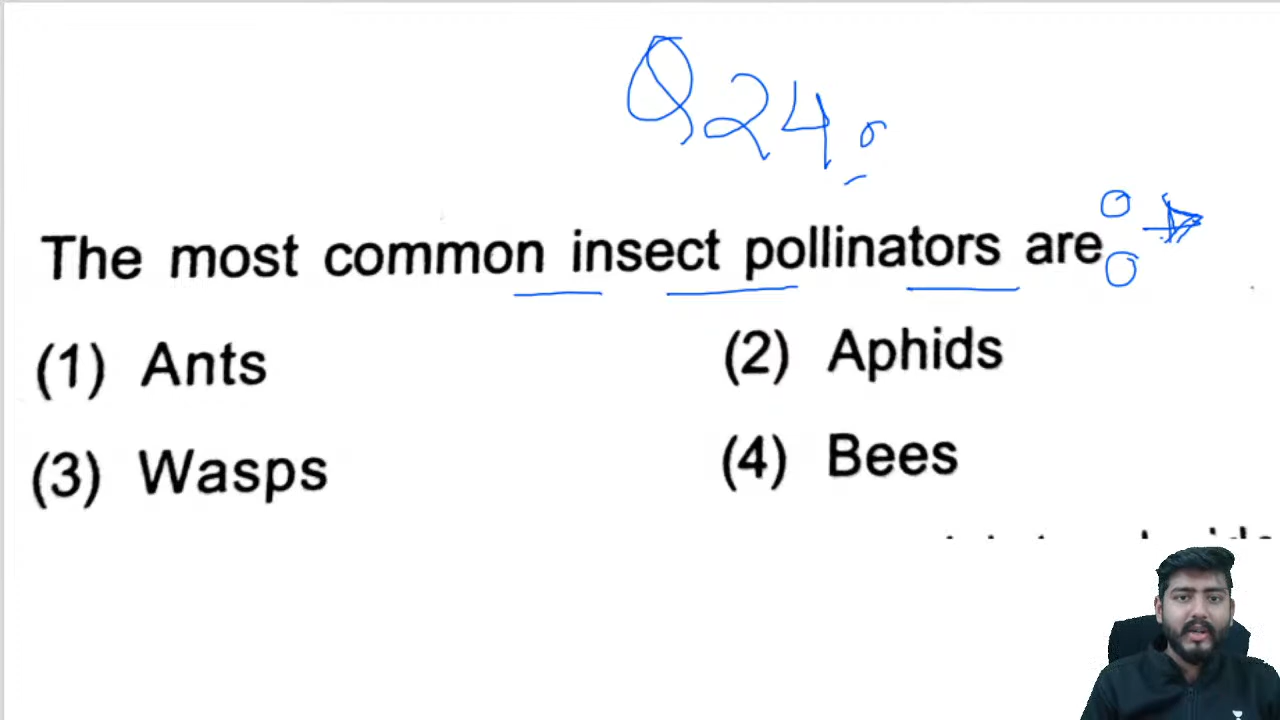 Q24:
The most common insect pollinators are:
(1) Ants (2) Aphids
(3) Wasps (4) Bees